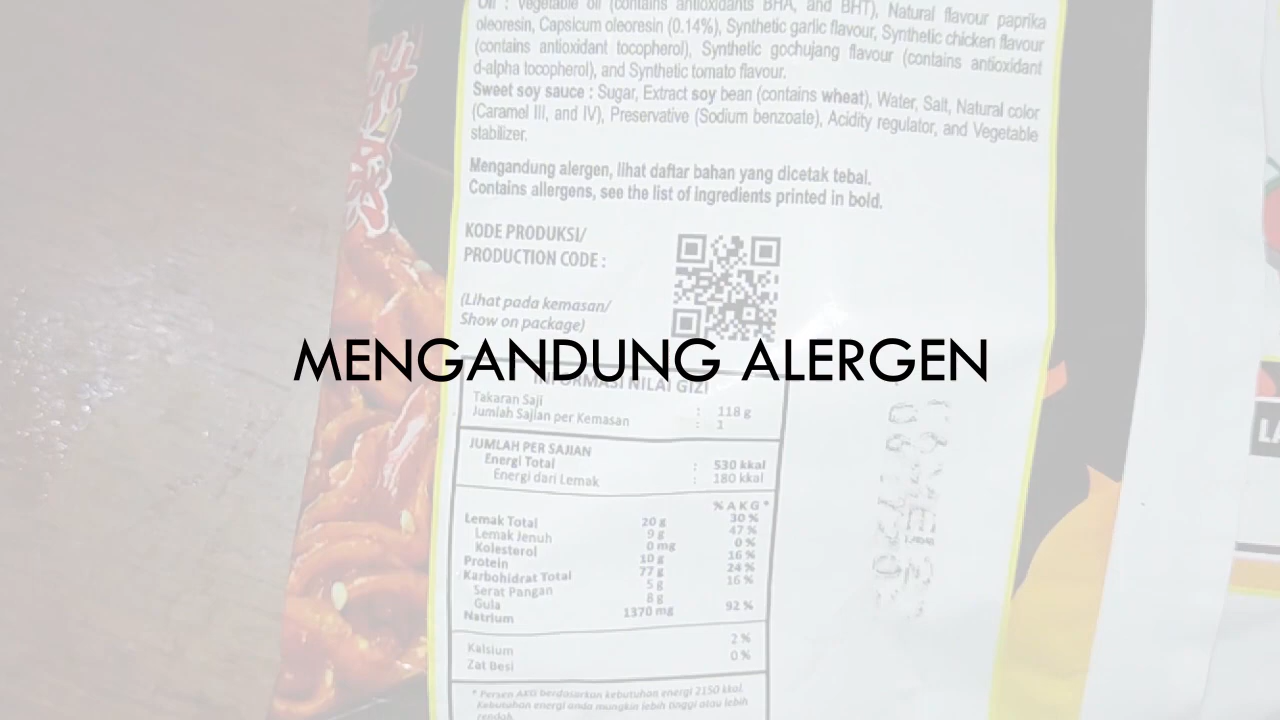 Oil : Vegetable oil (contains antioxidants BHA, and BHT), Natural flavour paprika
oleoresin, Capsicum oleoresin (0.14%), Synthetic garlic flavour, Synthetic chicken flavour
(contains antioxidant tocopherol), Synthetic gochujang flavour (contains antioxidant
d-alpha tocopherol), and Synthetic tomato flavour.
Sweet soy sauce : Sugar, Extract soy bean (contains wheat), Water, Salt, Natural color
(Caramel III, and IV), Preservative (Sodium benzoate), Acidity regulator, and Vegetable
stabilizer.
Mengandung alergen, lihat daftar bahan yang dicetak tebal.
Contains allergens, see the list of ingredients printed in bold.
KODE PRODUKSI/
PRODUCTION CODE :
(Lihat pada kemasan/
Show on package)
MENGANDUNG ALERGEN
INFORMASI NILAI GIZI
Takaran Saji : 118 g
Jumlah Sajian per Kemasan : 1
JUMLAH PER SAJIAN
Energi Total : 530 kkal
Energi dari Lemak : 180 kkal
% A K G *
Lemak Total 20 g 30 %
Lemak Jenuh 9 g 47 %
Kolesterol 0 mg 0 %
Protein 10 g 16 %
Karbohidrat Total 77 g 24 %
Serat Pangan 5 g 16 %
Gula 8 g
Natrium 1370 mg 92 %
Kalsium 2 %
Zat Besi 0 %
* Persen AKG berdasarkan kebutuhan energi 2150 kkal.
Kebutuhan energi anda mungkin lebih tinggi atau lebih
rendah.
LA